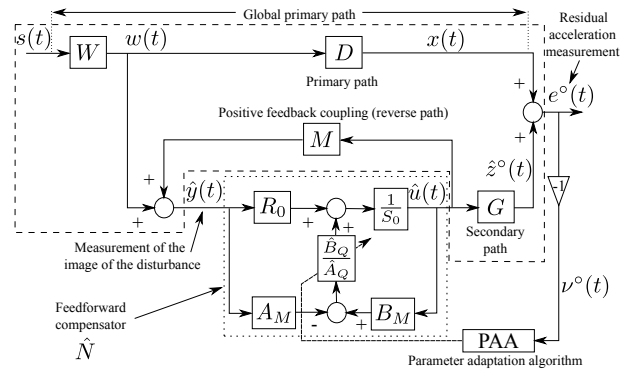 Global primary path
Residual
acceleration
measurement
s(t)
W
w(t)
D
x(t)
Primary path
+
e°(t)
Positive feedback coupling (reverse path)
M
+
ẑ°(t)
-1
+
ŷ(t)
û(t)
+
R₀
+
+
1/S₀
G
Secondary
path
Measurement of the
image of the disturbance
B̂_Q/Â_Q
ν°(t)
Feedforward
compensator
N̂
A_M
-
+
B_M
PAA
Parameter adaptation algorithm